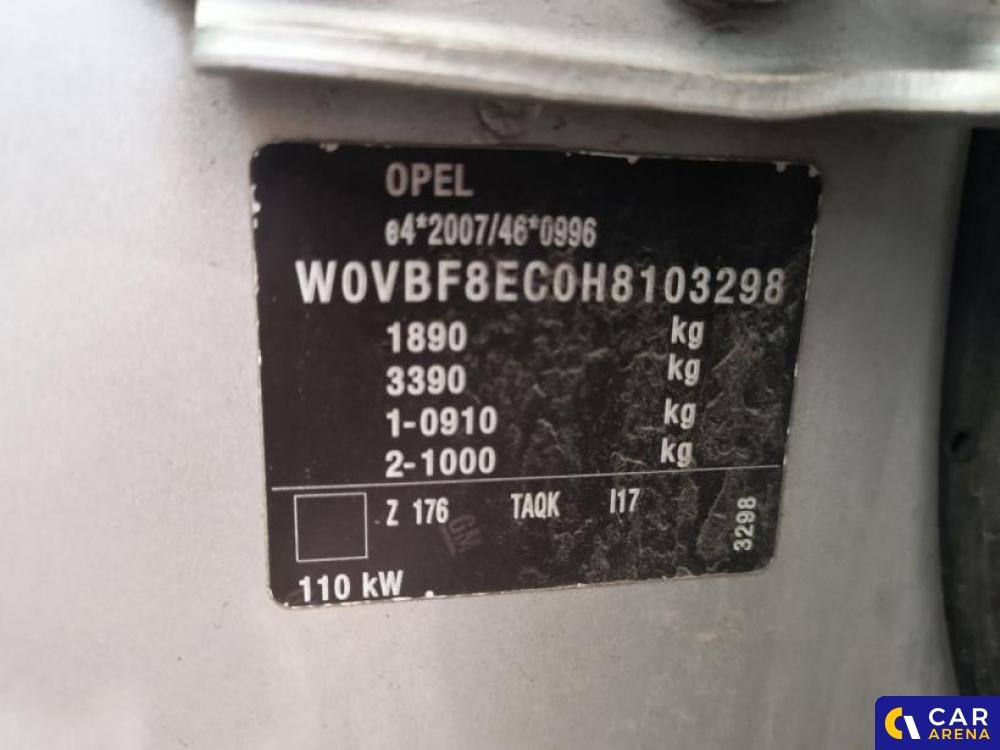 OPEL
e4*2007/46*0996
W0VBF8EC0H8103298
1890 kg
3390 kg
1-0910 kg
2-1000 kg
Z 176 TAQK I17
3298
GM
110 kW
CAR
ARENA